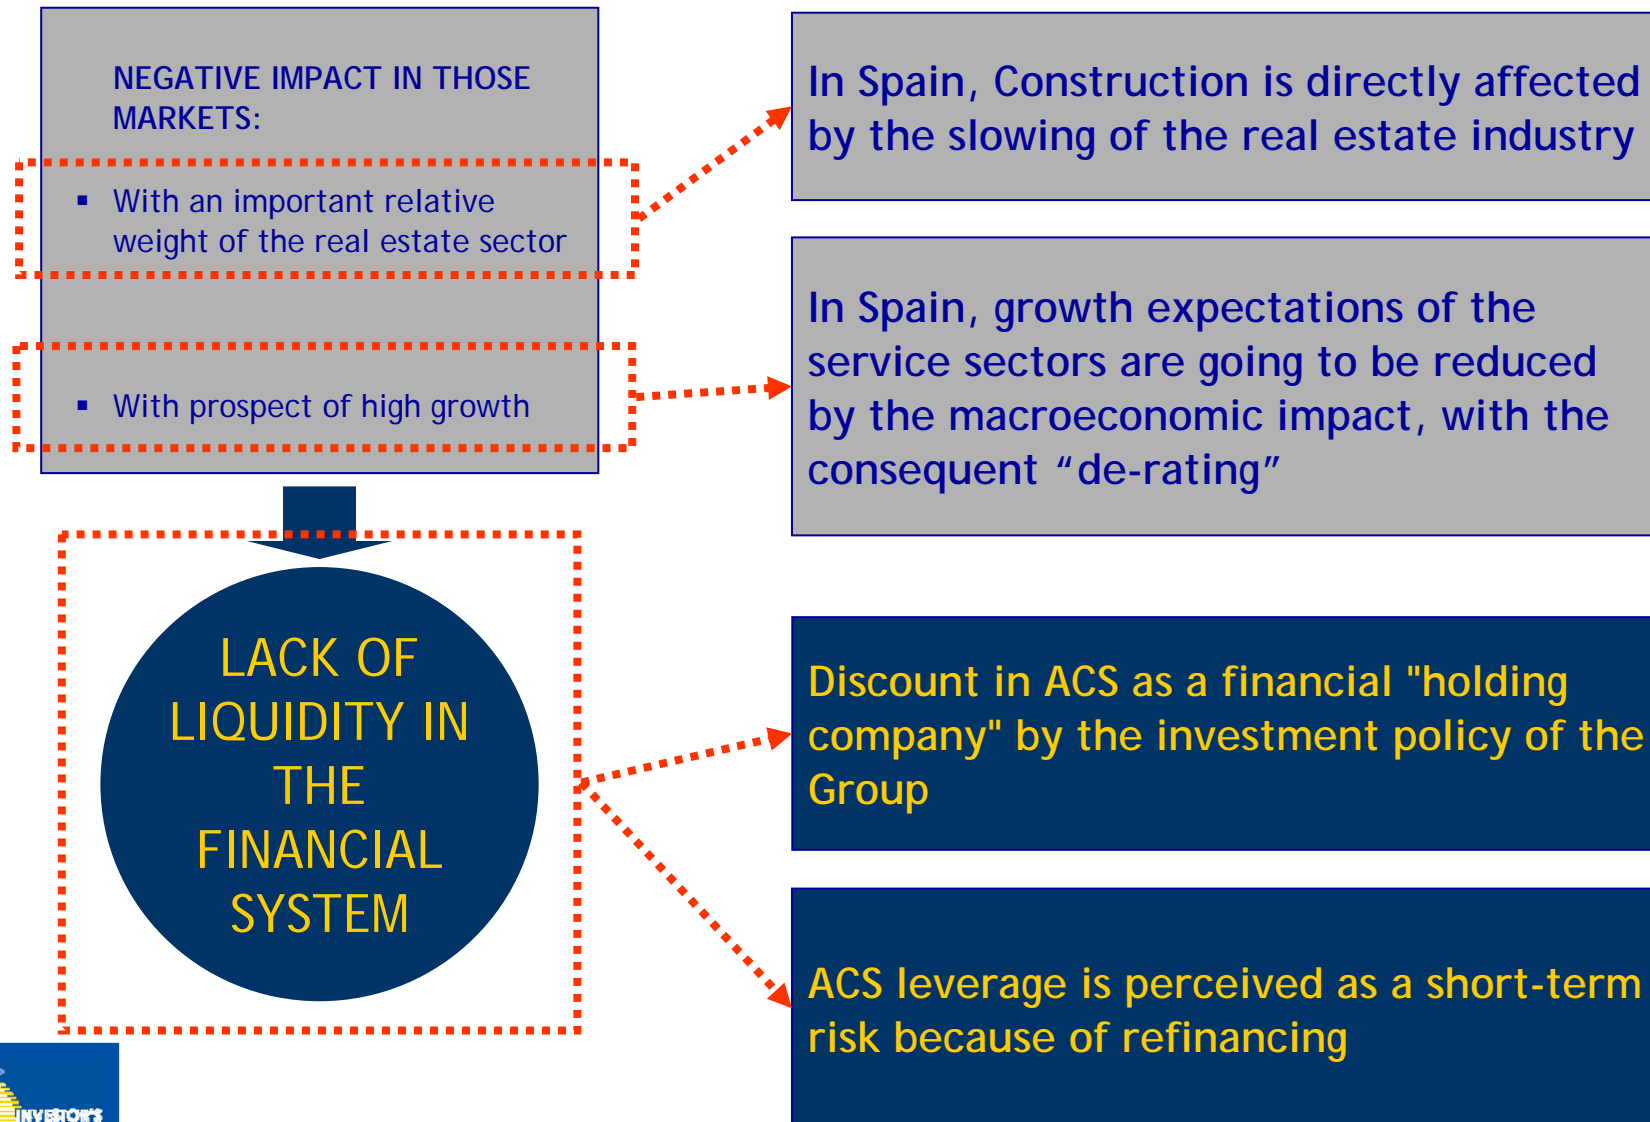 NEGATIVE IMPACT IN THOSE
MARKETS:
▪ With an important relative
weight of the real estate sector
▪ With prospect of high growth
LACK OF
LIQUIDITY IN
THE
FINANCIAL
SYSTEM
In Spain, Construction is directly affected
by the slowing of the real estate industry
In Spain, growth expectations of the
service sectors are going to be reduced
by the macroeconomic impact, with the
consequent “de-rating”
Discount in ACS as a financial "holding
company" by the investment policy of the
Group
ACS leverage is perceived as a short-term
risk because of refinancing
INVESTOR'S